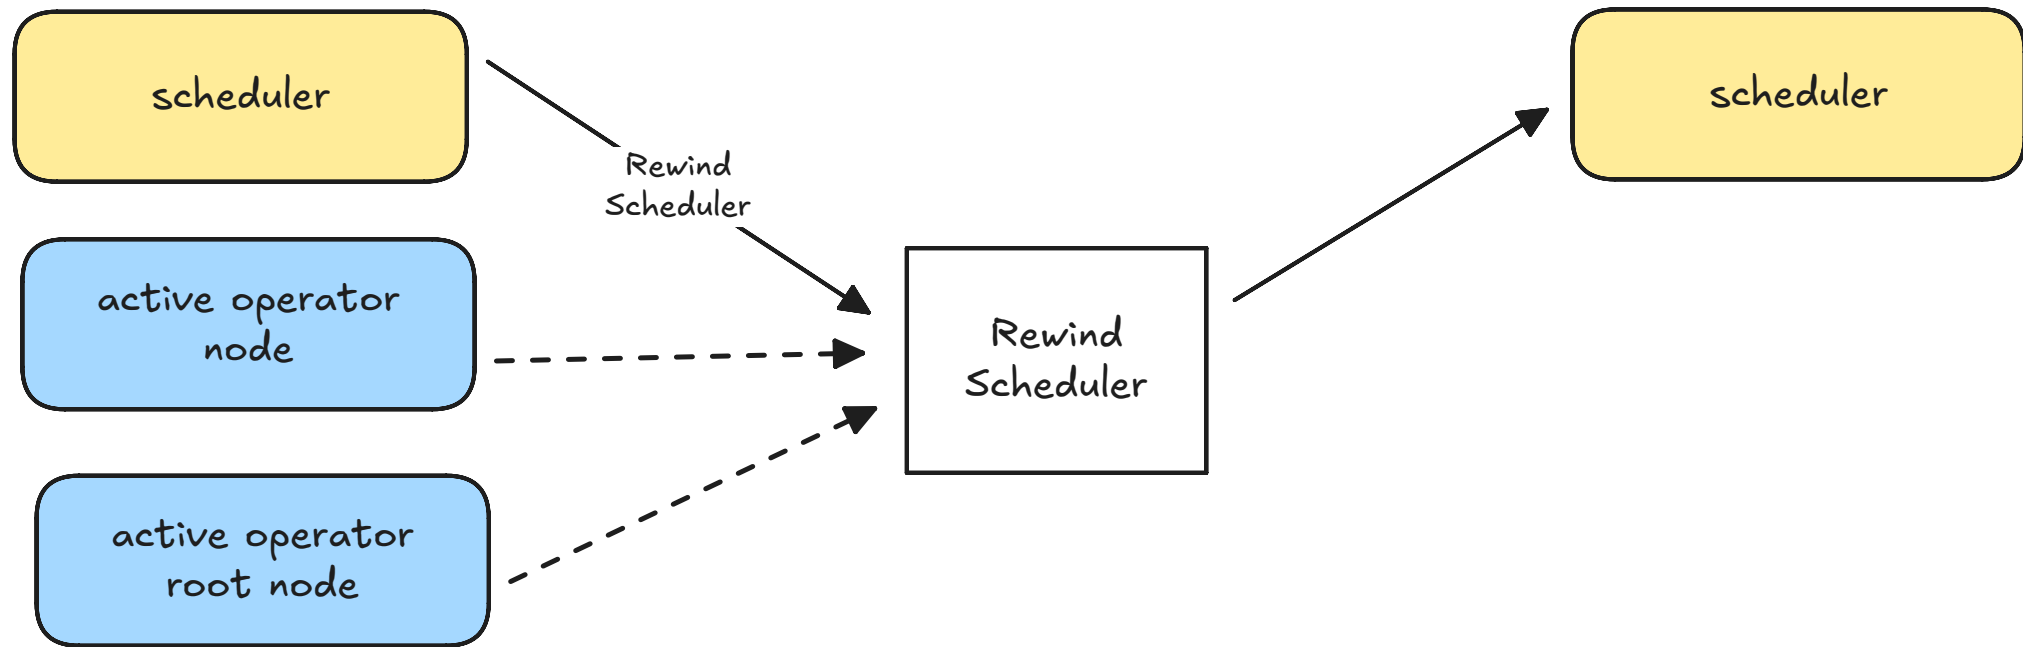 scheduler
scheduler
Rewind
Scheduler
active operator
node
Rewind
Scheduler
active operator
root node